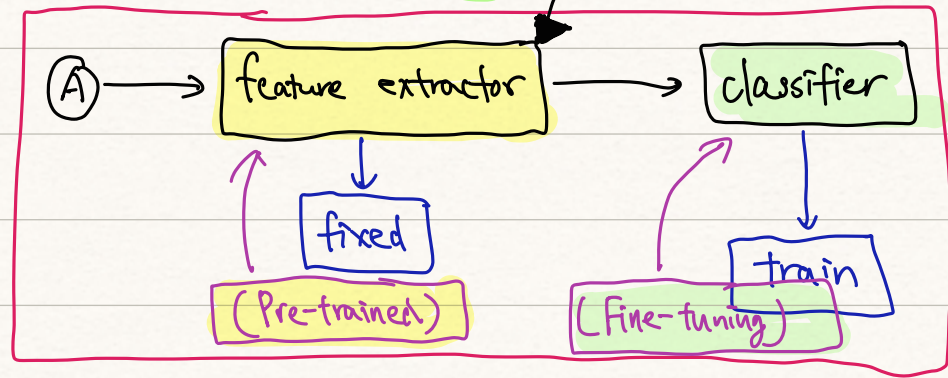 A
feature extractor
classifier
fixed
train
(Pre-trained)
(Fine-tuning)